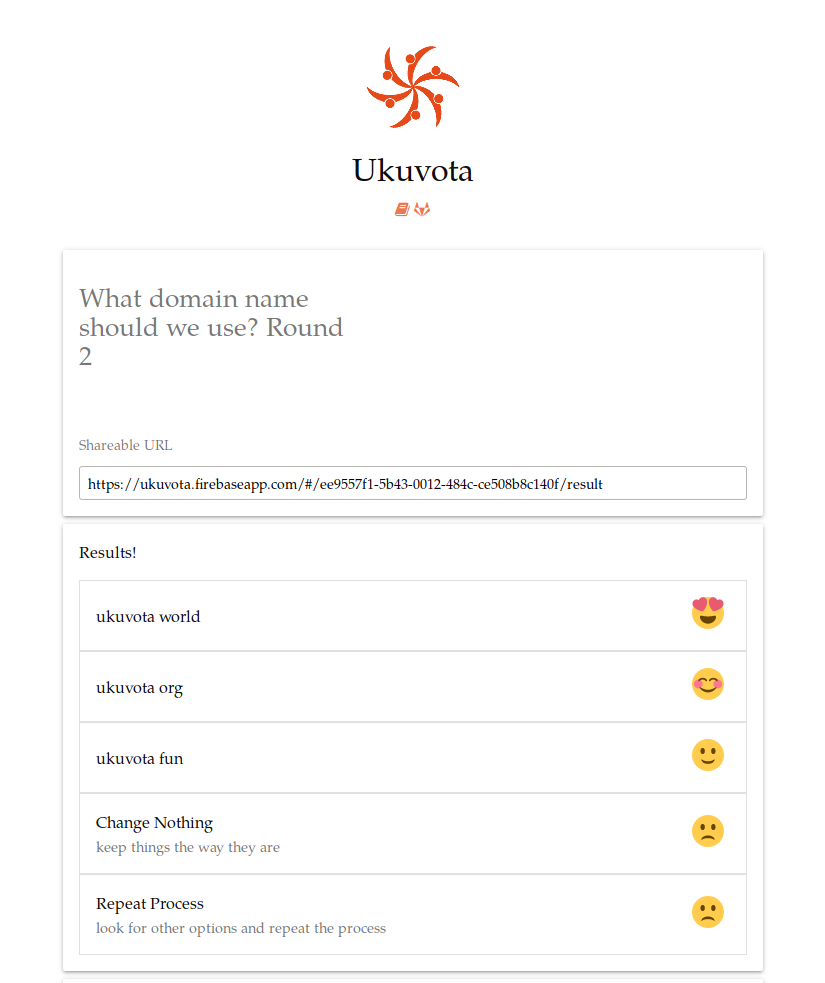 Ukuvota
What domain name
should we use? Round
2
Shareable URL
https://ukuvota.firebaseapp.com/#/ee9557f1-5b43-0012-484c-ce508b8c140f/result
Results!
ukuvota world
ukuvota org
ukuvota fun
Change Nothing
keep things the way they are
Repeat Process
look for other options and repeat the process